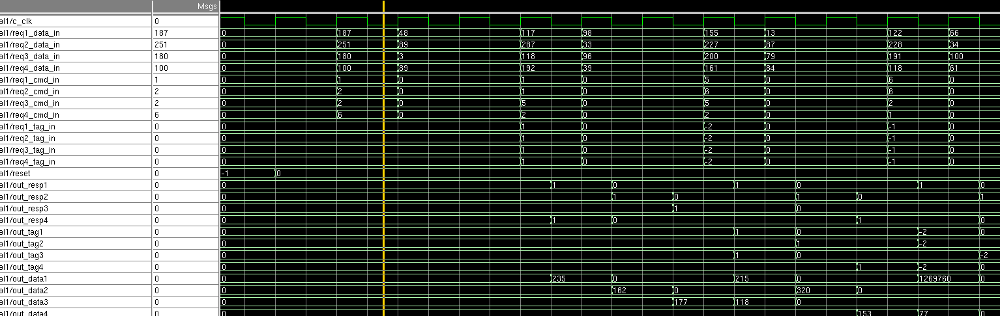 Msgs
al1/c_clk 0
al1/req1_data_in 187 0 187 48 117 98 155 13 122 66
al1/req2_data_in 251 0 251 89 287 33 227 87 228 34
al1/req3_data_in 180 0 180 3 118 96 200 79 191 100
al1/req4_data_in 100 0 100 89 192 39 161 84 118 61
al1/req1_cmd_in 1 0 1 0 1 0 5 0 6 0
al1/req2_cmd_in 2 0 2 0 1 0 6 0 6 0
al1/req3_cmd_in 2 0 2 0 5 0 5 0 2 0
al1/req4_cmd_in 6 0 6 0 2 0 2 0 1 0
al1/req1_tag_in 0 0 1 0 -2 0 -1 0
al1/req2_tag_in 0 0 1 0 -2 0 -1 0
al1/req3_tag_in 0 0 1 0 -2 0 -1 0
al1/req4_tag_in 0 0 1 0 -2 0 -1 0
al1/reset 0 -1 0
al1/out_resp1 0 0 1 0 1 0 1 0
al1/out_resp2 0 0 1 0 1 0 1
al1/out_resp3 0 0 1 0
al1/out_resp4 0 0 1 0 1 0
al1/out_tag1 0 0 1 0 -2 0
al1/out_tag2 0 0 1 -2
al1/out_tag3 0 0 1 0 -2
al1/out_tag4 0 0 1 -2 0
al1/out_data1 0 0 235 0 215 0 1269760 0
al1/out_data2 0 0 162 0 320 0
al1/out_data3 0 0 177 118 0
al1/out_data4 0 0 153 77 0